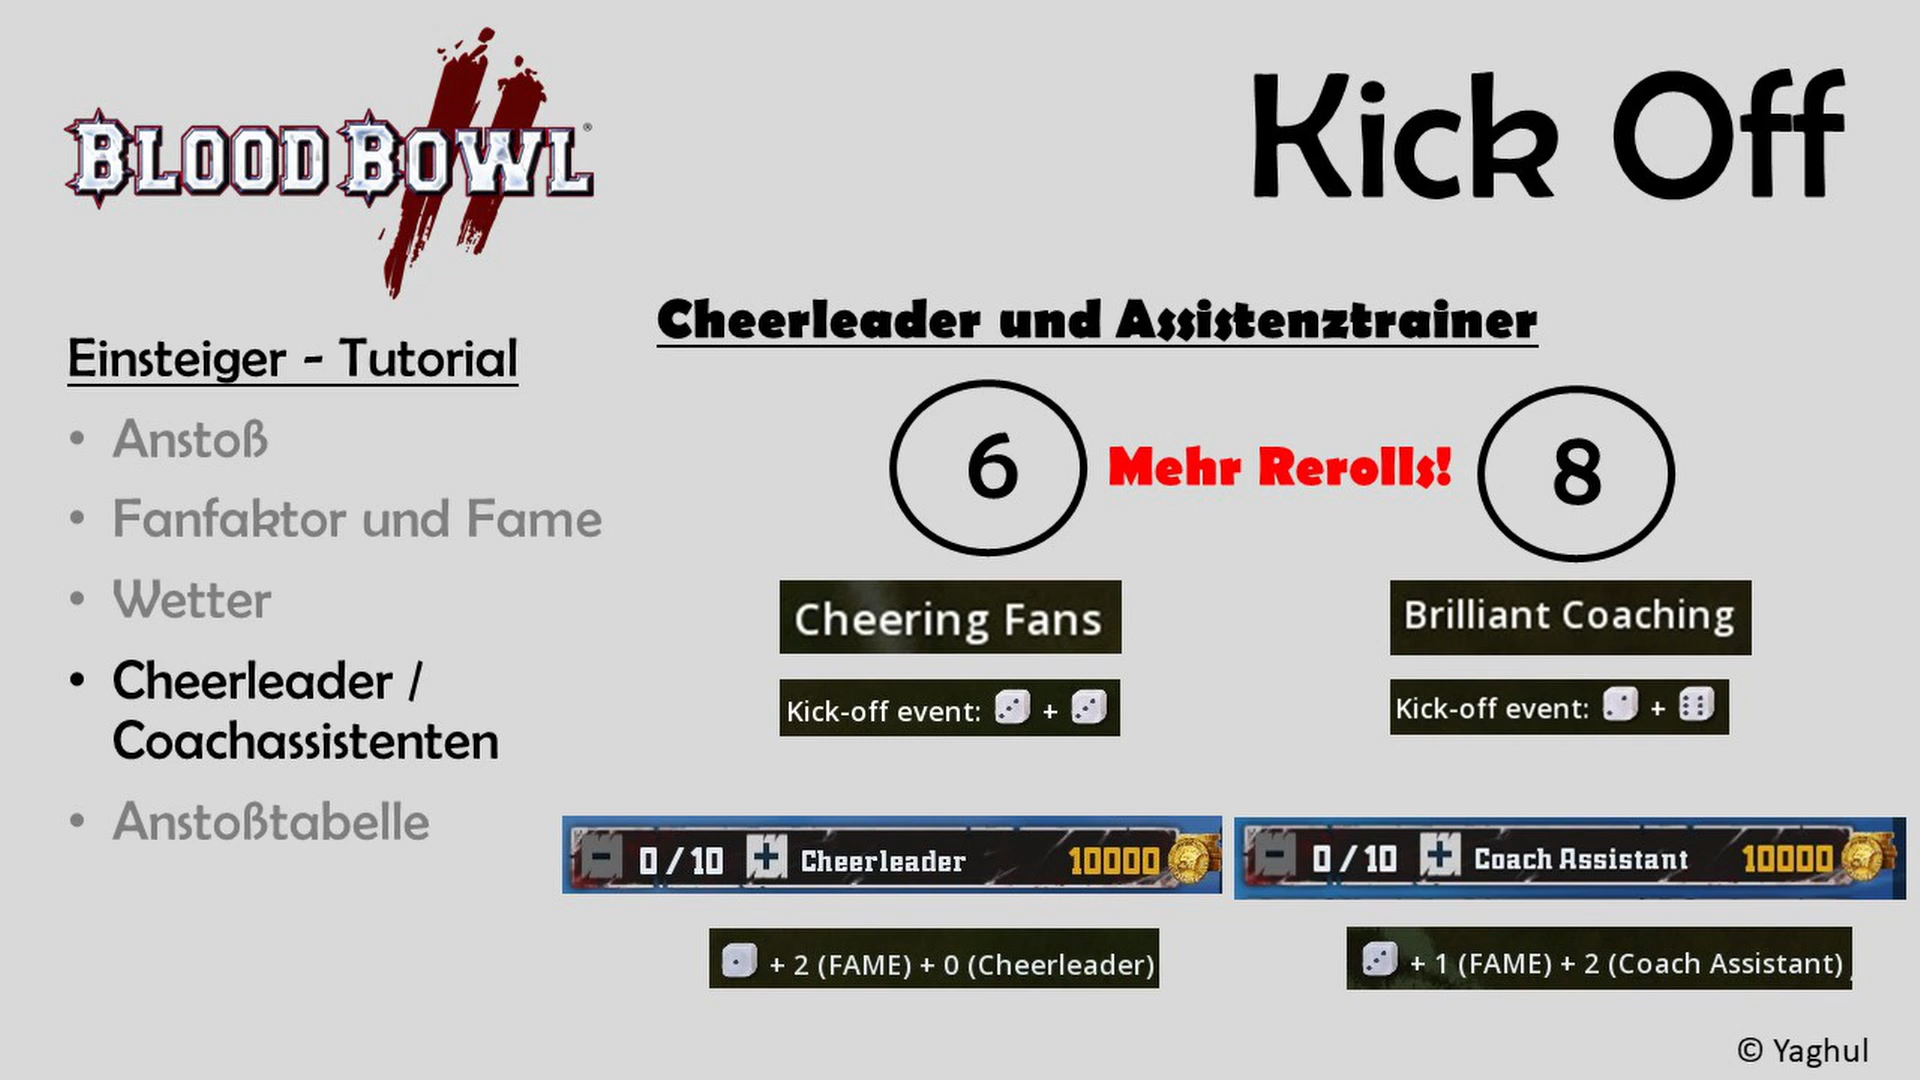 BLOOD BOWL®
II
Kick Off
Einsteiger - Tutorial
• Anstoß
• Fanfaktor und Fame
• Wetter
• Cheerleader /
Coachassistenten
• Anstoßtabelle
Cheerleader und Assistenztrainer
6 Mehr Rerolls! 8
Cheering Fans
Kick-off event: +
Brilliant Coaching
Kick-off event: +
- 0 / 10 + Cheerleader 10000
- 0 / 10 + Coach Assistant 10000
+ 2 (FAME) + 0 (Cheerleader)
+ 1 (FAME) + 2 (Coach Assistant)
© Yaghul